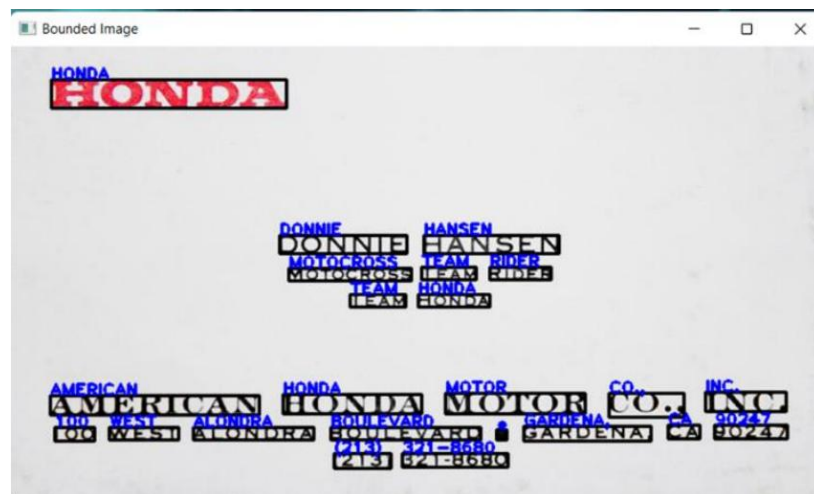 Bounded Image
HONDA
HONDA
DONNIE HANSEN
DONNIE HANSEN
MOTOCROSS TEAM RIDER
MOTOCROSS TEAM RIDER
TEAM HONDA
TEAM HONDA
AMERICAN HONDA MOTOR CO., INC.
AMERICAN HONDA MOTOR CO., INC.
100 WEST ALONDRA BOULEVARD • GARDENA, CA 90247
100 WEST ALONDRA BOULEVARD • GARDENA, CA 90247
(213) 321-8680
(213) 321-8680